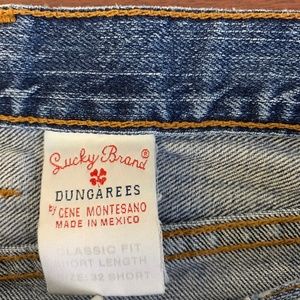 Lucky Brand®
DUNGAREES
by GENE MONTESANO
MADE IN MEXICO
CLASSIC FIT
SHORT LENGTH
SIZE: 32 SHORT